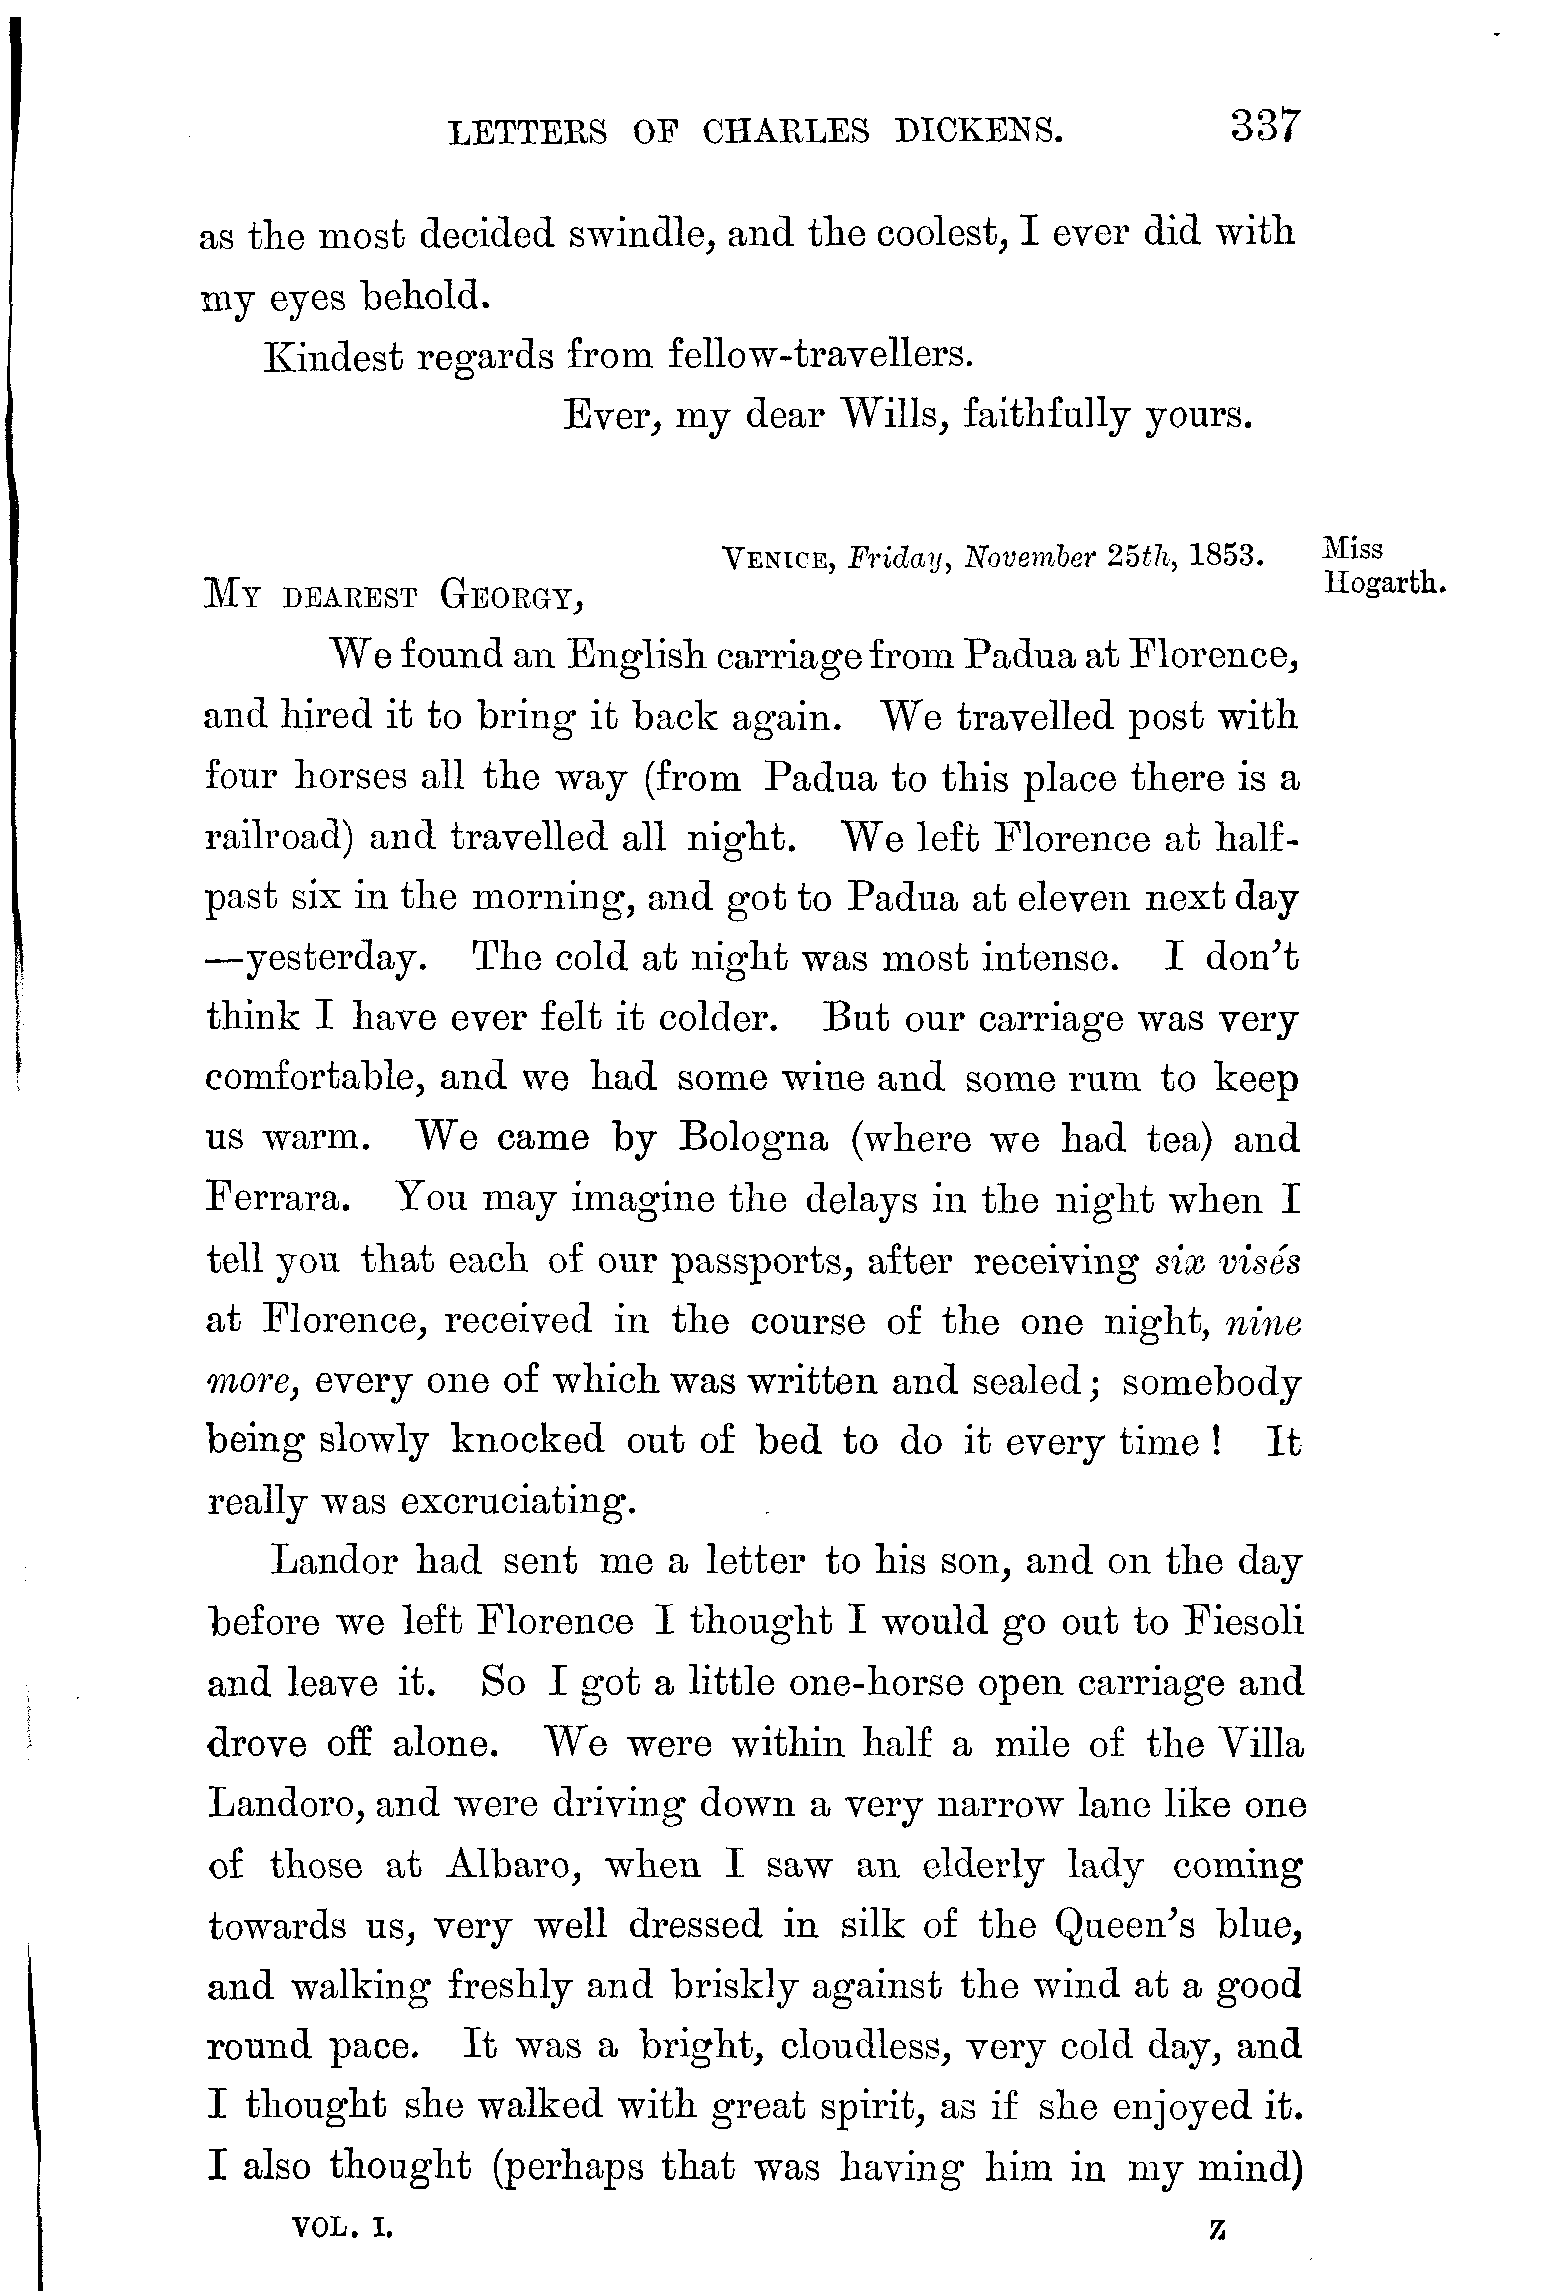 LETTERS OF CHARLES DICKENS. 337
as the most decided swindle, and the coolest, I ever did with
my eyes behold.
Kindest regards from fellow-travellers.
Ever, my dear Wills, faithfully yours.
VENICE, Friday, November 25th, 1853.
Miss
Hogarth.
MY DEAREST GEORGY,
We found an English carriage from Padua at Florence,
and hired it to bring it back again. We travelled post with
four horses all the way (from Padua to this place there is a
railroad) and travelled all night. We left Florence at half-
past six in the morning, and got to Padua at eleven next day
—yesterday. The cold at night was most intense. I don't
think I have ever felt it colder. But our carriage was very
comfortable, and we had some wine and some rum to keep
us warm. We came by Bologna (where we had tea) and
Ferrara. You may imagine the delays in the night when I
tell you that each of our passports, after receiving six visés
at Florence, received in the course of the one night, nine
more, every one of which was written and sealed; somebody
being slowly knocked out of bed to do it every time! It
really was excruciating.
Landor had sent me a letter to his son, and on the day
before we left Florence I thought I would go out to Fiesoli
and leave it. So I got a little one-horse open carriage and
drove off alone. We were within half a mile of the Villa
Landoro, and were driving down a very narrow lane like one
of those at Albaro, when I saw an elderly lady coming
towards us, very well dressed in silk of the Queen's blue,
and walking freshly and briskly against the wind at a good
round pace. It was a bright, cloudless, very cold day, and
I thought she walked with great spirit, as if she enjoyed it.
I also thought (perhaps that was having him in my mind)
VOL. I. Z